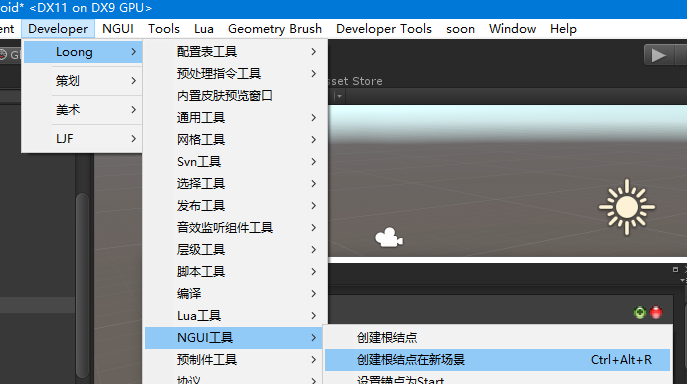 roid* <DX11 on DX9 GPU>
ent Developer NGUI Tools Lua Geometry Brush Developer Tools soon Window Help
Loong
策划
美术
LJF
配置表工具
预处理指令工具
内置皮肤预览窗口
通用工具
网格工具
Svn工具
选择工具
发布工具
音效监听组件工具
层级工具
脚本工具
编译
Lua工具
NGUI工具
预制件工具
协议
sset Store
创建根结点
创建根结点在新场景 Ctrl+Alt+R
设置锚点为Start